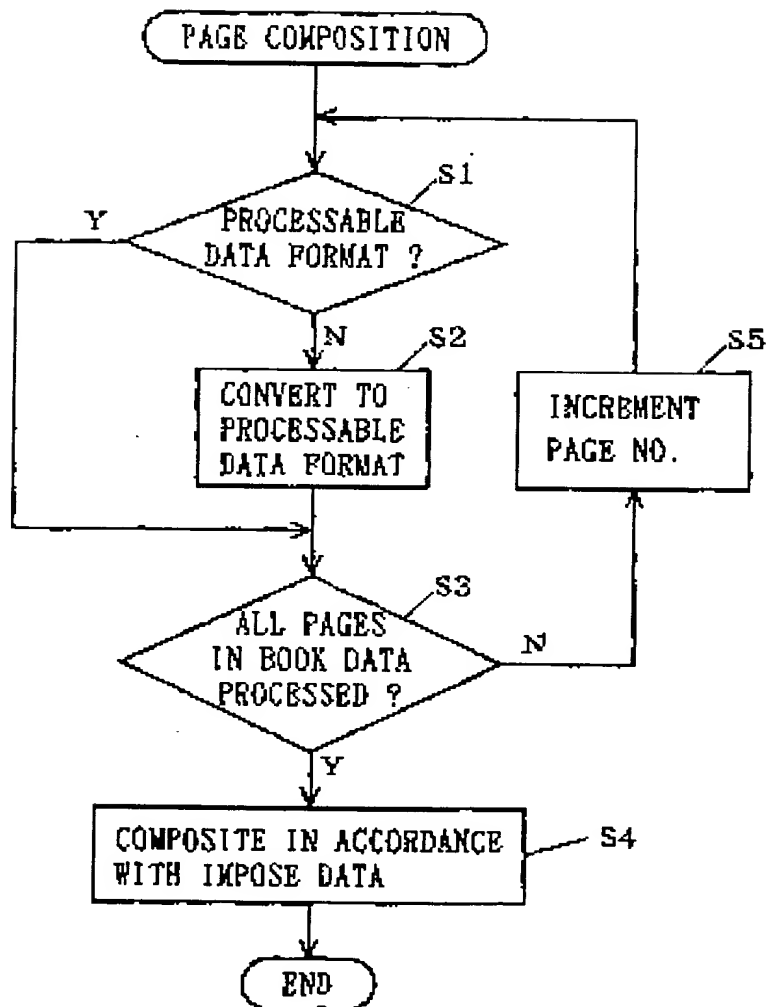 PAGE COMPOSITION
S1
Y
PROCESSABLE
DATA FORMAT ?
N
S2
CONVERT TO
PROCESSABLE
DATA FORMAT
S5
INCREMENT
PAGE NO.
S3
ALL PAGES
IN BOOK DATA
PROCESSED ?
N
Y
COMPOSITE IN ACCORDANCE
WITH IMPOSE DATA
S4
END